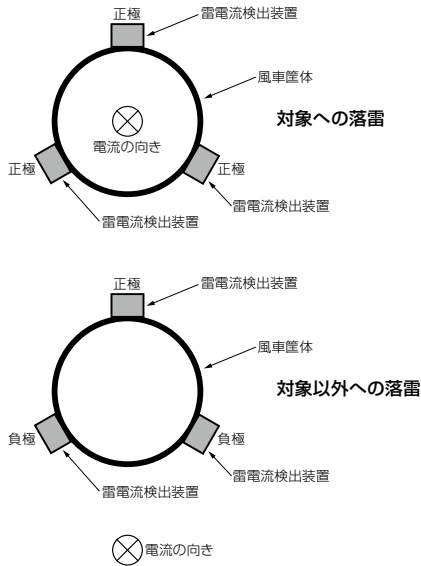 正極
雷電流検出装置
風車筐体
対象への落雷
電流の向き
正極
正極
雷電流検出装置
雷電流検出装置
正極
雷電流検出装置
風車筐体
対象以外への落雷
負極
負極
雷電流検出装置
雷電流検出装置
電流の向き